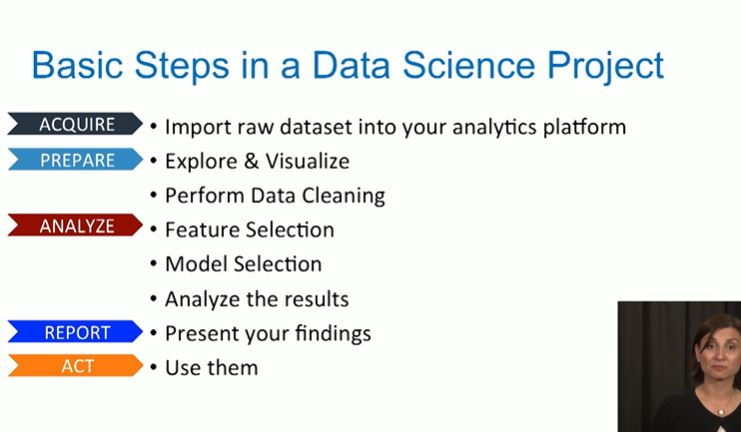 Basic Steps in a Data Science Project
ACQUIRE • Import raw dataset into your analytics platform
PREPARE • Explore & Visualize
• Perform Data Cleaning
ANALYZE • Feature Selection
• Model Selection
• Analyze the results
REPORT • Present your findings
ACT • Use them